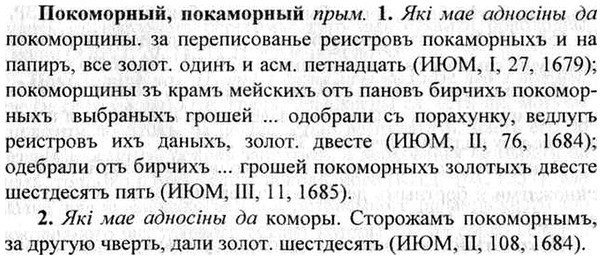 Покоморный, покаморный прым. 1. Які мае адносіны да
покоморщины. за переписованье реистровъ покаморныхъ и на
папиръ, все золот. одинъ и асм. петнадцать (ИЮМ, I, 27, 1679);
покоморщины зъ крамъ мейскихъ отъ пановъ бирчихъ покомор-
ныхъ выбраныхъ грошей ... одобрали съ порахунку, ведлугъ
реистровъ ихъ даныхъ, золот. двесте (ИЮМ, II, 76, 1684);
одебрали отъ бирчихъ ... грошей покоморныхъ золотыхъ двесте
шестдесятъ пять (ИЮМ, III, 11, 1685).
2. Які мае адносіны да коморы. Сторожамъ покоморнымъ,
за другую чверть, дали золот. шестдесятъ (ИЮМ, II, 108, 1684).